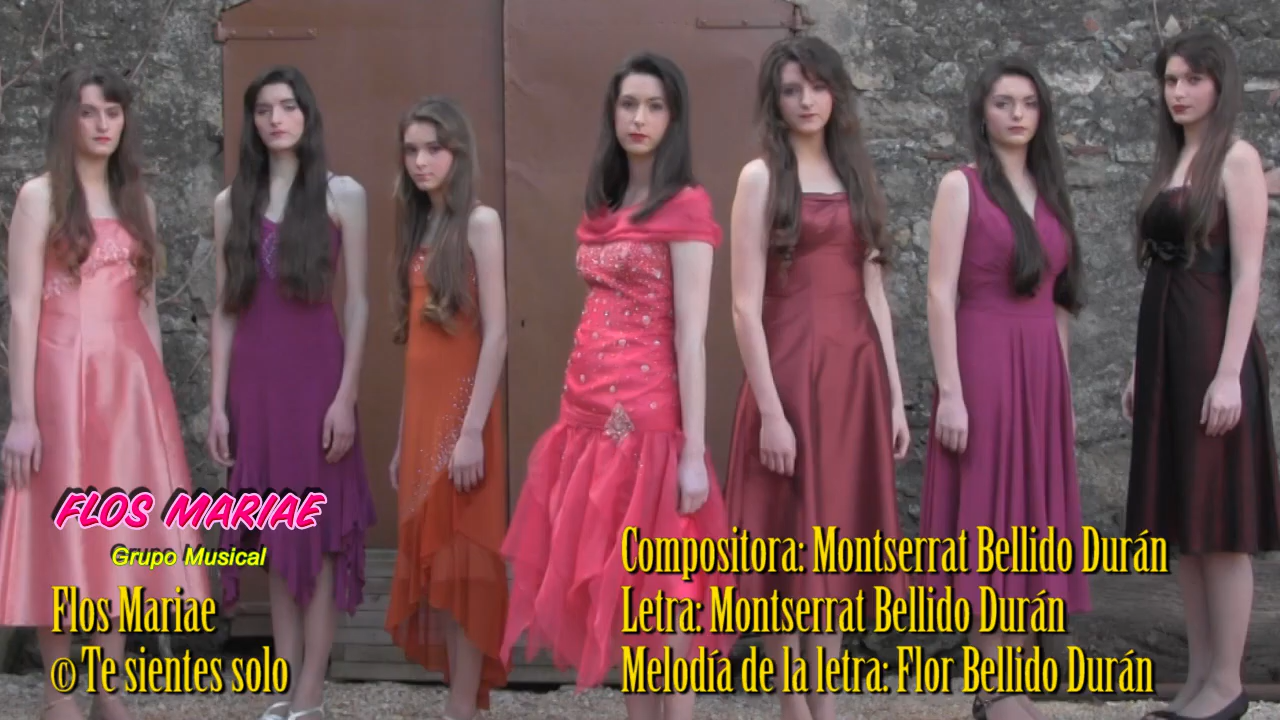 FLOS MARIAE
Grupo Musical
Flos Mariae
© Te sientes solo
Compositora: Montserrat Bellido Durán
Letra: Montserrat Bellido Durán
Melodía de la letra: Flor Bellido Durán